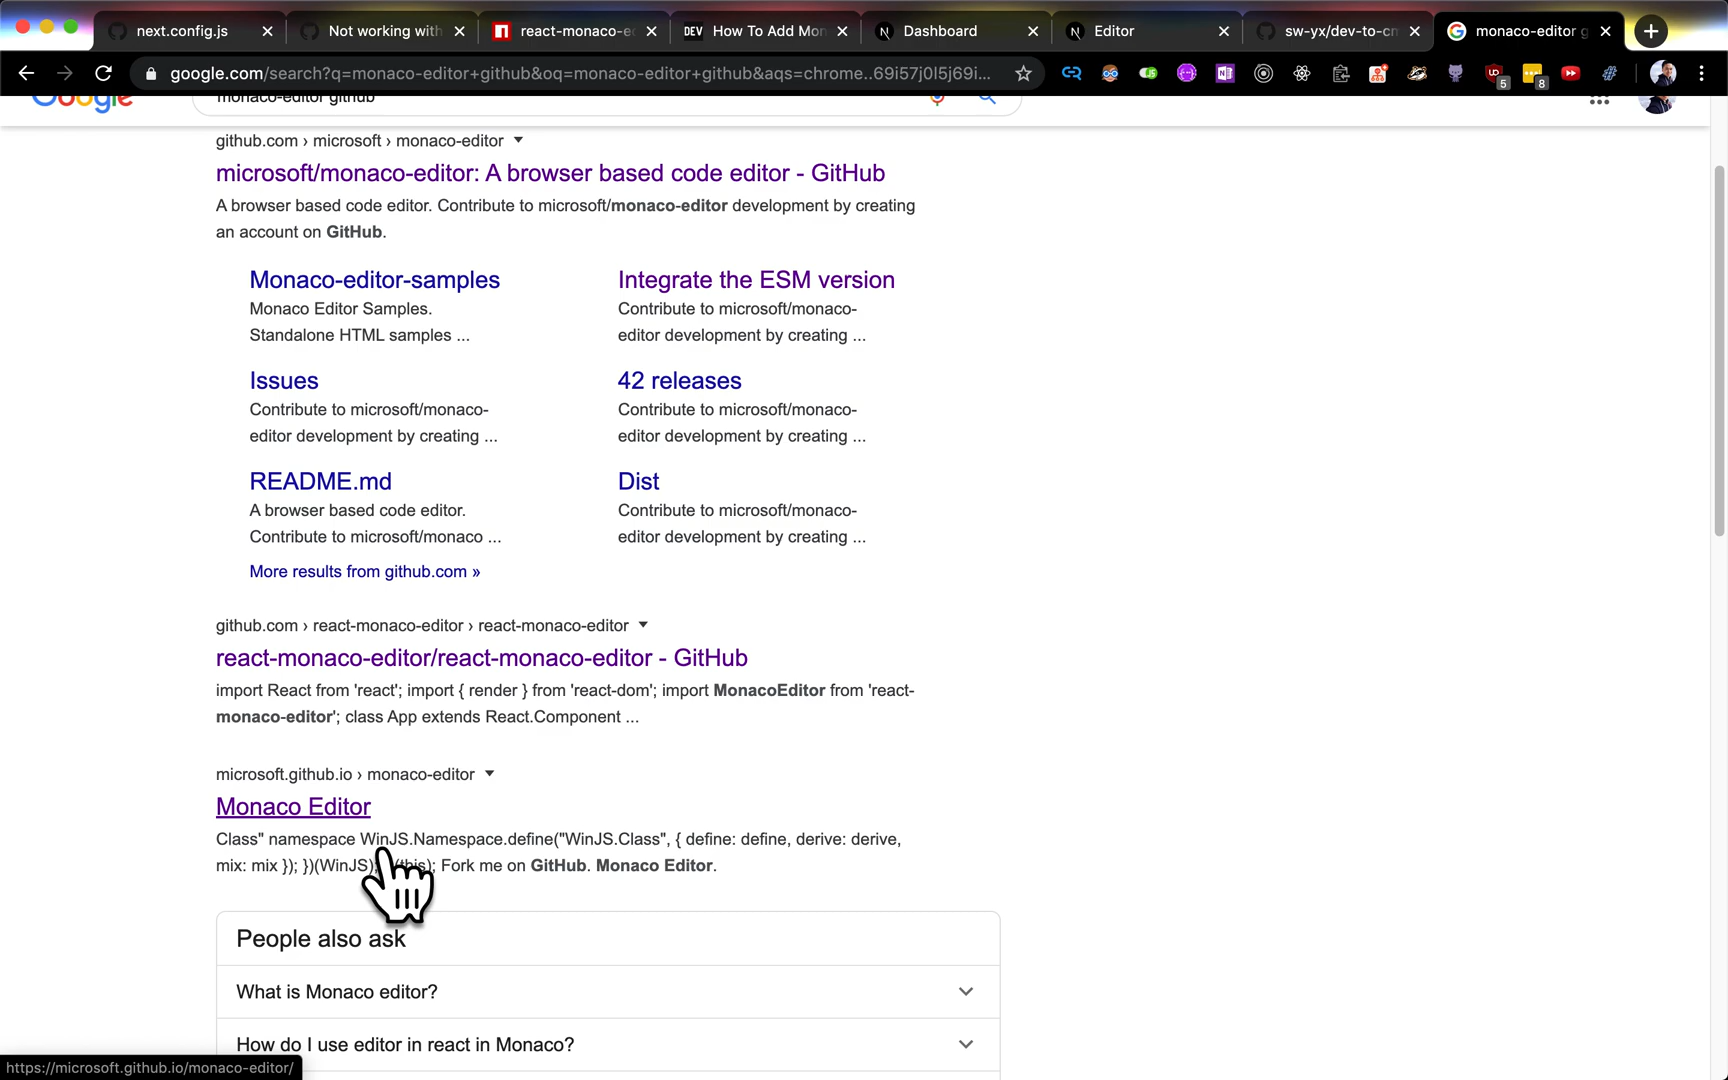 next.config.js
Not working with
react-monaco-e
DEV How To Add Mon
Dashboard
Editor
sw-yx/dev-to-cm
monaco-editor g
google.com/search?q=monaco-editor+github&oq=monaco-editor+github&aqs=chrome..69i57j0l5j69i...
5
8
Google
monaco-editor github
github.com › microsoft › monaco-editor
microsoft/monaco-editor: A browser based code editor - GitHub
A browser based code editor. Contribute to microsoft/monaco-editor development by creating
an account on GitHub.
Monaco-editor-samples
Monaco Editor Samples.
Standalone HTML samples ...
Integrate the ESM version
Contribute to microsoft/monaco-
editor development by creating ...
Issues
Contribute to microsoft/monaco-
editor development by creating ...
42 releases
Contribute to microsoft/monaco-
editor development by creating ...
README.md
A browser based code editor.
Contribute to microsoft/monaco ...
Dist
Contribute to microsoft/monaco-
editor development by creating ...
More results from github.com »
github.com › react-monaco-editor › react-monaco-editor
react-monaco-editor/react-monaco-editor - GitHub
import React from 'react'; import { render } from 'react-dom'; import MonacoEditor from 'react-
monaco-editor'; class App extends React.Component ...
microsoft.github.io › monaco-editor
Monaco Editor
Class" namespace WinJS.Namespace.define("WinJS.Class", { define: define, derive: derive,
mix: mix }); })(WinJS); (this); Fork me on GitHub. Monaco Editor.
People also ask
What is Monaco editor?
How do I use editor in react in Monaco?
https://microsoft.github.io/monaco-editor/